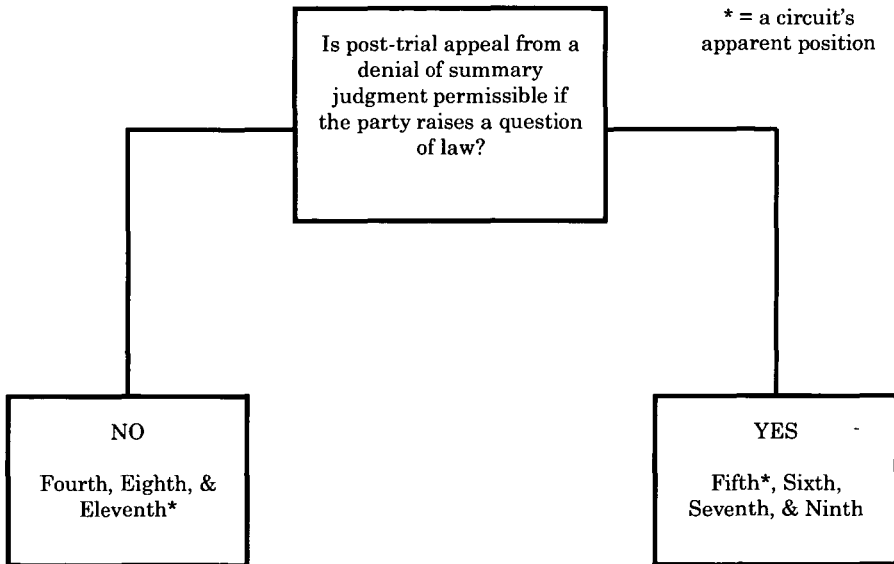 * = a circuit's
apparent position
Is post-trial appeal from a
denial of summary
judgment permissible if
the party raises a question
of law?
NO
Fourth, Eighth, &
Eleventh*
YES
Fifth*, Sixth,
Seventh, & Ninth